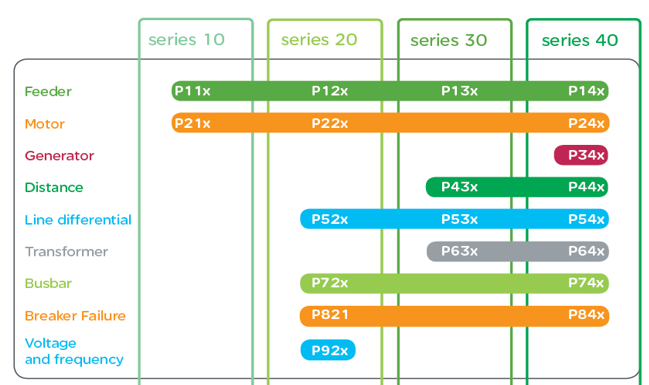 series 10 series 20 series 30 series 40
Feeder P11x P12x P13x P14x
Motor P21x P22x P24x
Generator P34x
Distance P43x P44x
Line differential P52x P53x P54x
Transformer P63x P64x
Busbar P72x P74x
Breaker Failure P821 P84x
Voltage
and frequency P92x